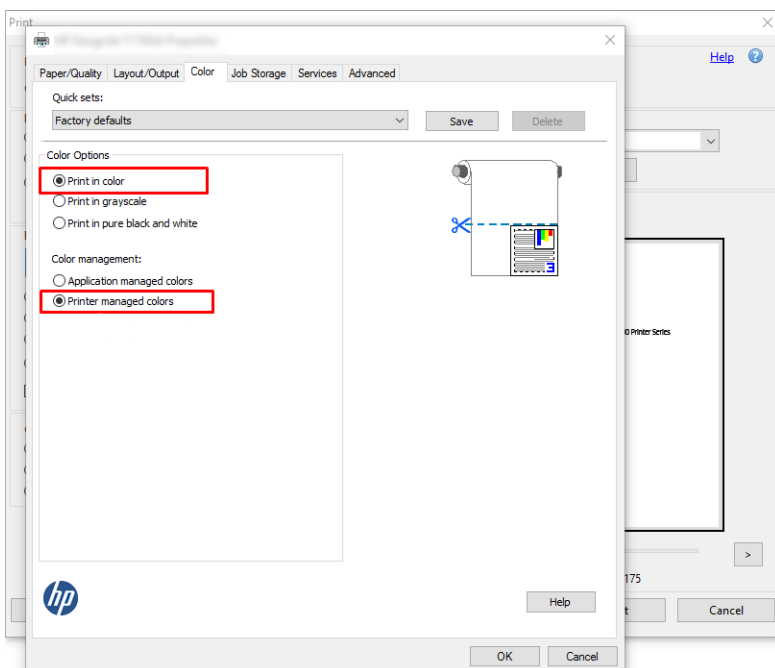 Print
Help
Paper/Quality Layout/Output Color Job Storage Services Advanced
Quick sets:
Factory defaults
Save
Delete
Color Options
Print in color
Print in grayscale
Print in pure black and white
Color management:
Application managed colors
Printer managed colors
3
Printer Series
175
hp
Help
Cancel
OK
Cancel